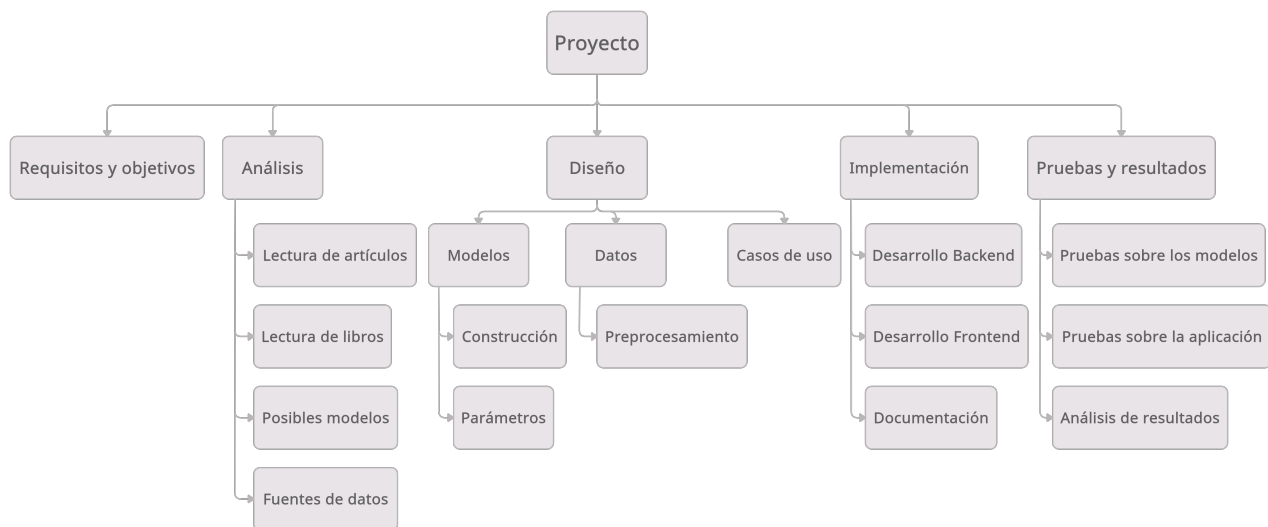 Proyecto
Requisitos y objetivos
Análisis
Diseño
Implementación
Pruebas y resultados
Lectura de artículos
Modelos
Datos
Casos de uso
Desarrollo Backend
Pruebas sobre los modelos
Lectura de libros
Construcción
Preprocesamiento
Desarrollo Frontend
Pruebas sobre la aplicación
Posibles modelos
Parámetros
Documentación
Análisis de resultados
Fuentes de datos